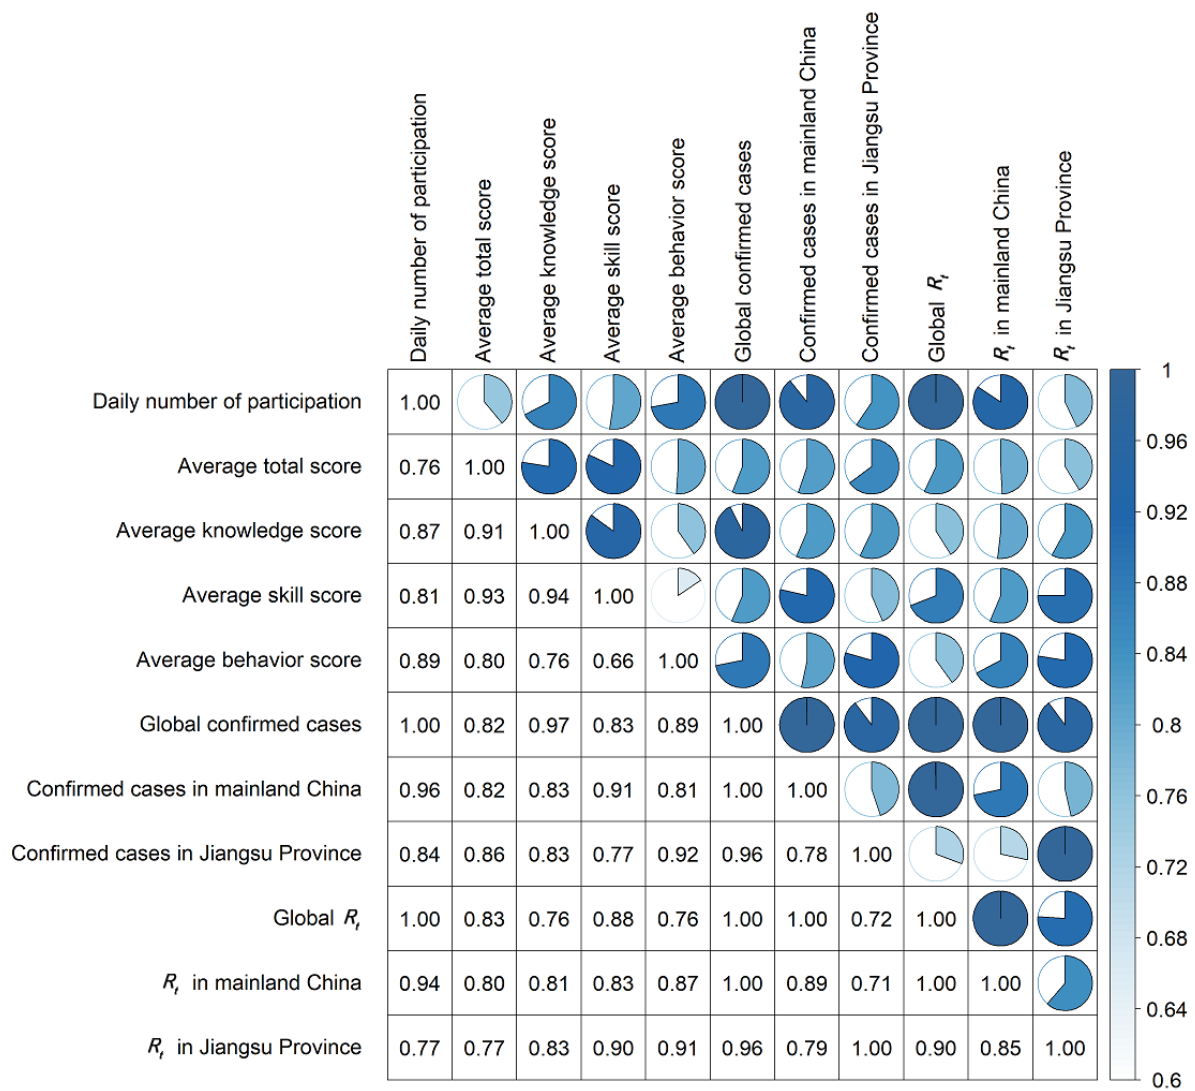 Daily number of participation
Average total score
Average knowledge score
Average skill score
Average behavior score
Global confirmed cases
Confirmed cases in mainland China
Confirmed cases in Jiangsu Province
Global Rt
Rt in mainland China
Rt in Jiangsu Province
Daily number of participation 1.00
Average total score 0.76 1.00
Average knowledge score 0.87 0.91 1.00
Average skill score 0.81 0.93 0.94 1.00
Average behavior score 0.89 0.80 0.76 0.66 1.00
Global confirmed cases 1.00 0.82 0.97 0.83 0.89 1.00
Confirmed cases in mainland China 0.96 0.82 0.83 0.91 0.81 1.00 1.00
Confirmed cases in Jiangsu Province 0.84 0.86 0.83 0.77 0.92 0.96 0.78 1.00
Global Rt 1.00 0.83 0.76 0.88 0.76 1.00 1.00 0.72 1.00
Rt in mainland China 0.94 0.80 0.81 0.83 0.87 1.00 0.89 0.71 1.00 1.00
Rt in Jiangsu Province 0.77 0.77 0.83 0.90 0.91 0.96 0.79 1.00 0.90 0.85 1.00
1
0.96
0.92
0.88
0.84
0.8
0.76
0.72
0.68
0.64
0.6